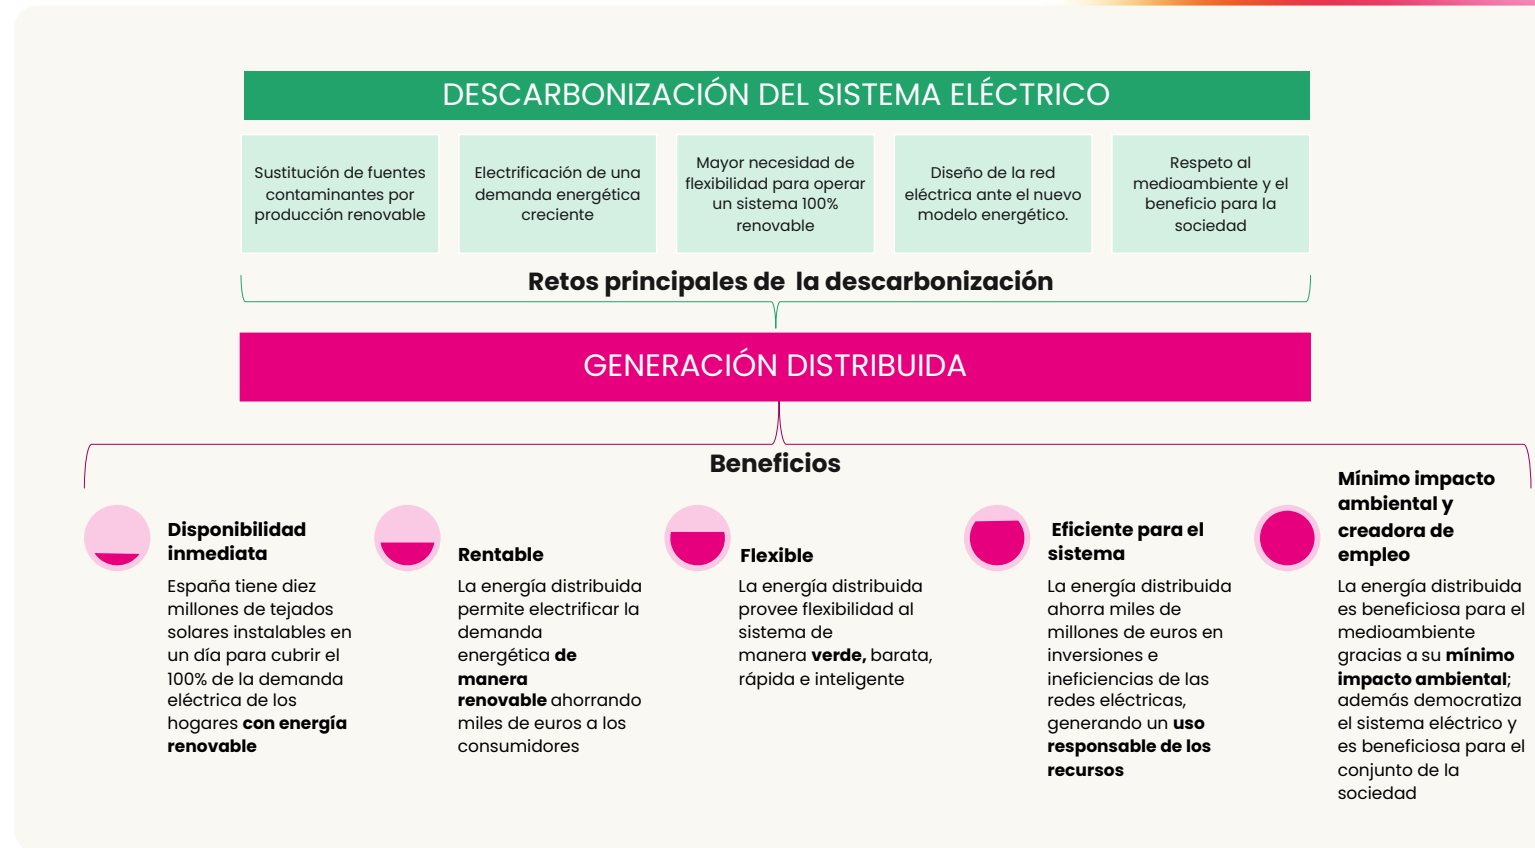 DESCARBONIZACIÓN DEL SISTEMA ELÉCTRICO
Sustitución de fuentes
contaminantes por
producción renovable
Electrificación de una
demanda energética
creciente
Mayor necesidad de
flexibilidad para operar
un sistema 100%
renovable
Diseño de la red
eléctrica ante el nuevo
modelo energético.
Respeto al
medioambiente y el
beneficio para la
sociedad
Retos principales de la descarbonización
GENERACIÓN DISTRIBUIDA
Beneficios
Disponibilidad
inmediata
España tiene diez
millones de tejados
solares instalables en
un día para cubrir el
100% de la demanda
eléctrica de los
hogares con energía
renovable
Rentable
La energía distribuida
permite electrificar la
demanda
energética de
manera
renovable ahorrando
miles de euros a los
consumidores
Flexible
La energía distribuida
provee flexibilidad al
sistema de
manera verde, barata,
rápida e inteligente
Eficiente para el
sistema
La energía distribuida
ahorra miles de
millones de euros en
inversiones e
ineficiencias de las
redes eléctricas,
generando un uso
responsable de los
recursos
Mínimo impacto
ambiental y
creadora de
empleo
La energía distribuida
es beneficiosa para el
medioambiente
gracias a su mínimo
impacto ambiental;
además democratiza
el sistema eléctrico y
es beneficiosa para el
conjunto de la
sociedad